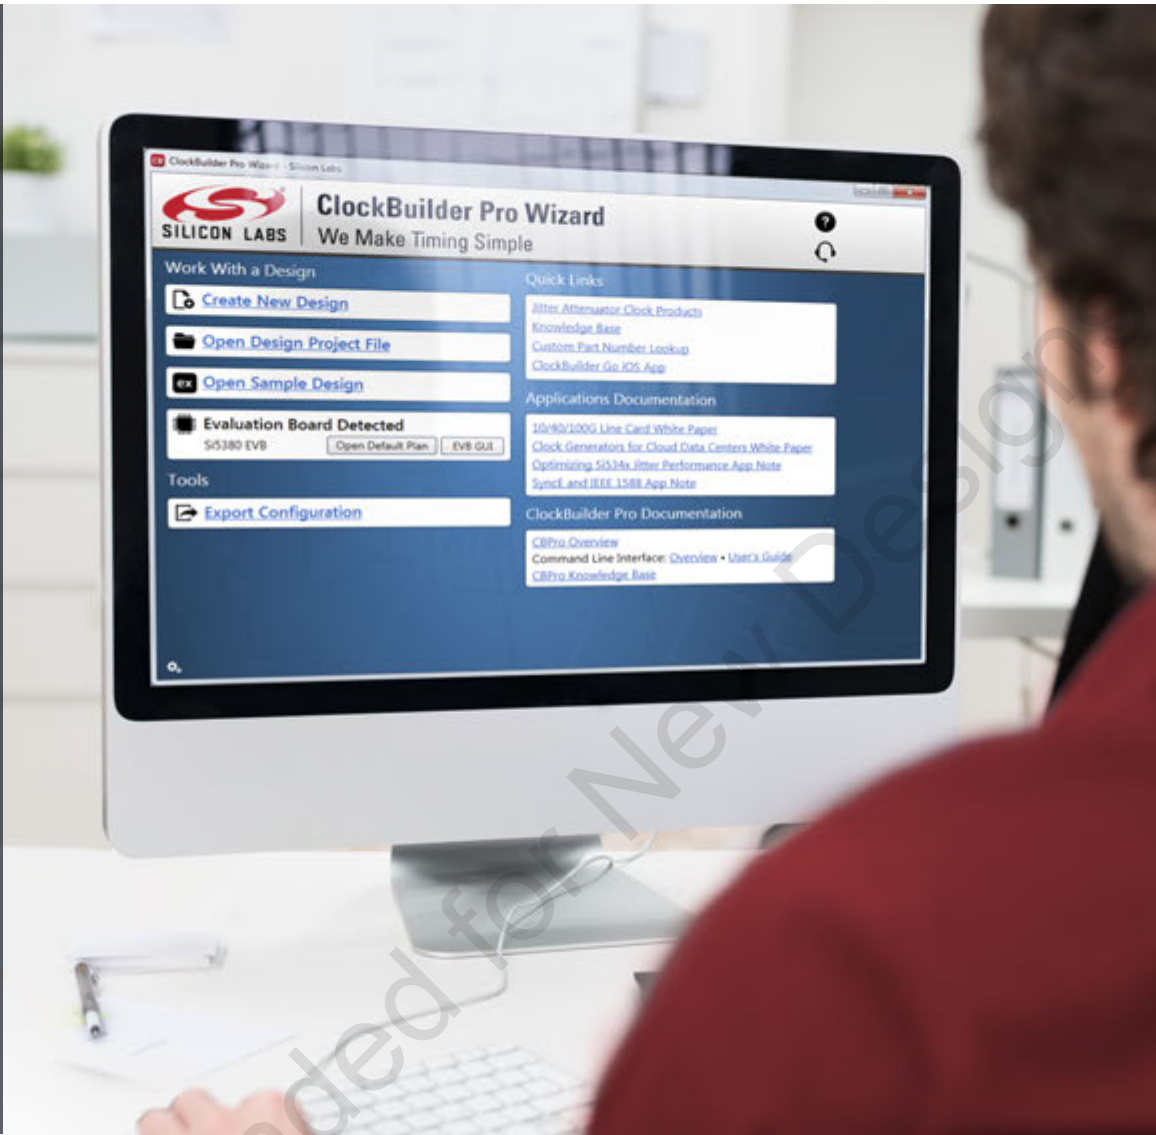 ClockBuilder Pro Wizard - Silicon Labs
SILICON LABS
ClockBuilder Pro Wizard
We Make Timing Simple
?
Work With a Design
Create New Design
Open Design Project File
ex Open Sample Design
Evaluation Board Detected
Si5380 EVB Open Default Plan EVB GUI
Tools
Export Configuration
Quick Links
Jitter Attenuator Clock Products
Knowledge Base
Custom Part Number Lookup
ClockBuilder Go iOS App
Applications Documentation
10/40/100G Line Card White Paper
Clock Generators for Cloud Data Centers White Paper
Optimizing Si534x Jitter Performance App Note
SyncE and IEEE 1588 App Note
ClockBuilder Pro Documentation
CBPro Overview
Command Line Interface: Overview • User's Guide
CBPro Knowledge Base
ded for New Design